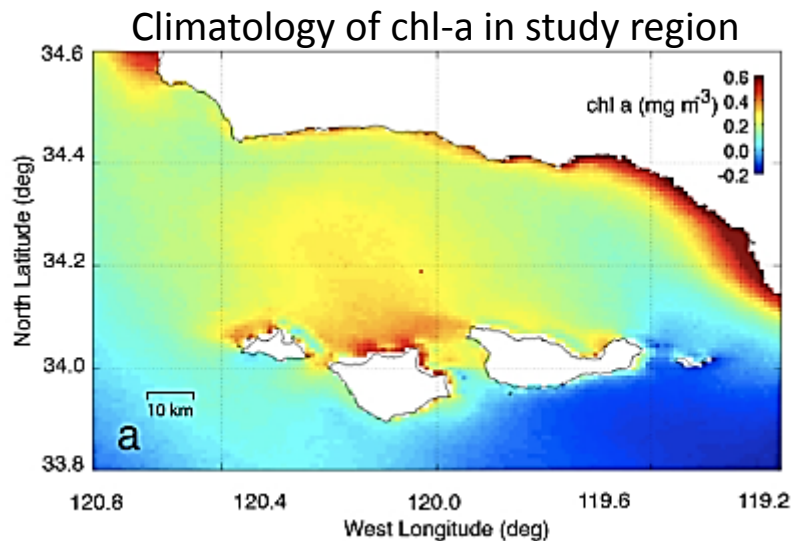 Climatology of chl-a in study region
34.6
34.4
34.2
34.0
33.8
North Latitude (deg)
chl a (mg m-3)
0.6
0.4
0.2
0.0
-0.2
10 km
a
120.8 120.4 120.0 119.6 119.2
West Longitude (deg)